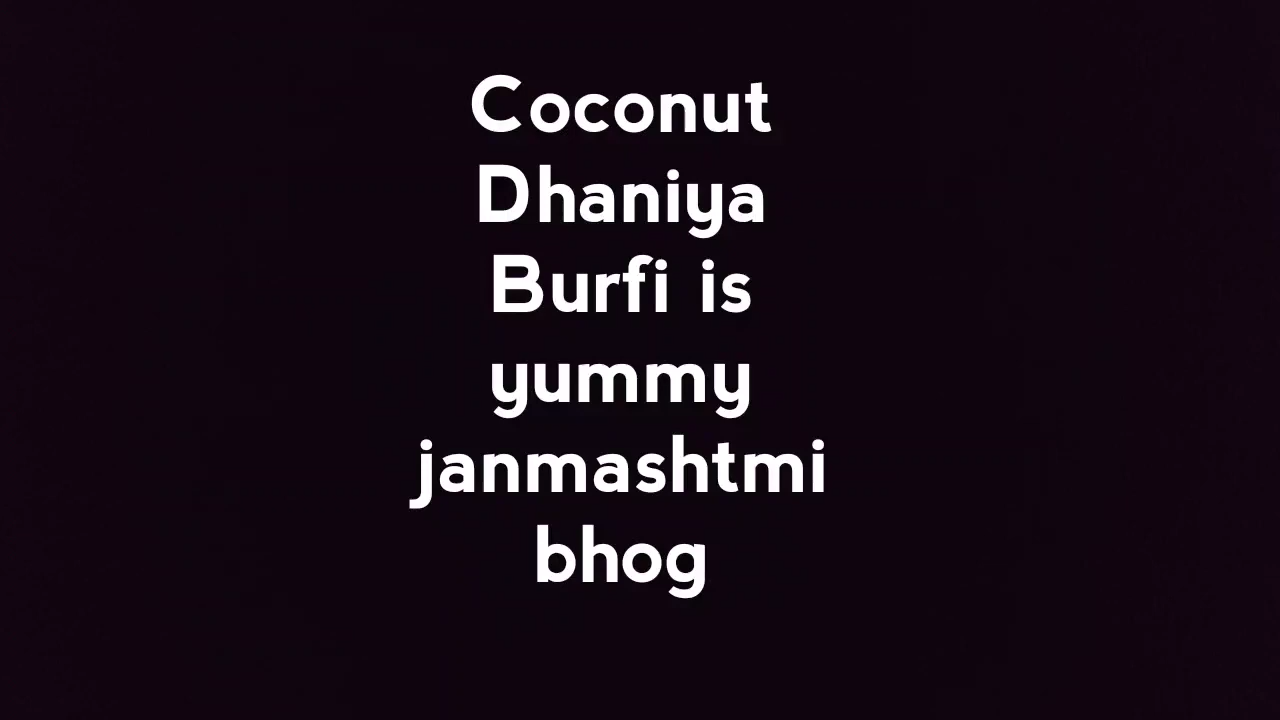 Coconut
Dhaniya
Burfi is
yummy
janmashtmi
bhog